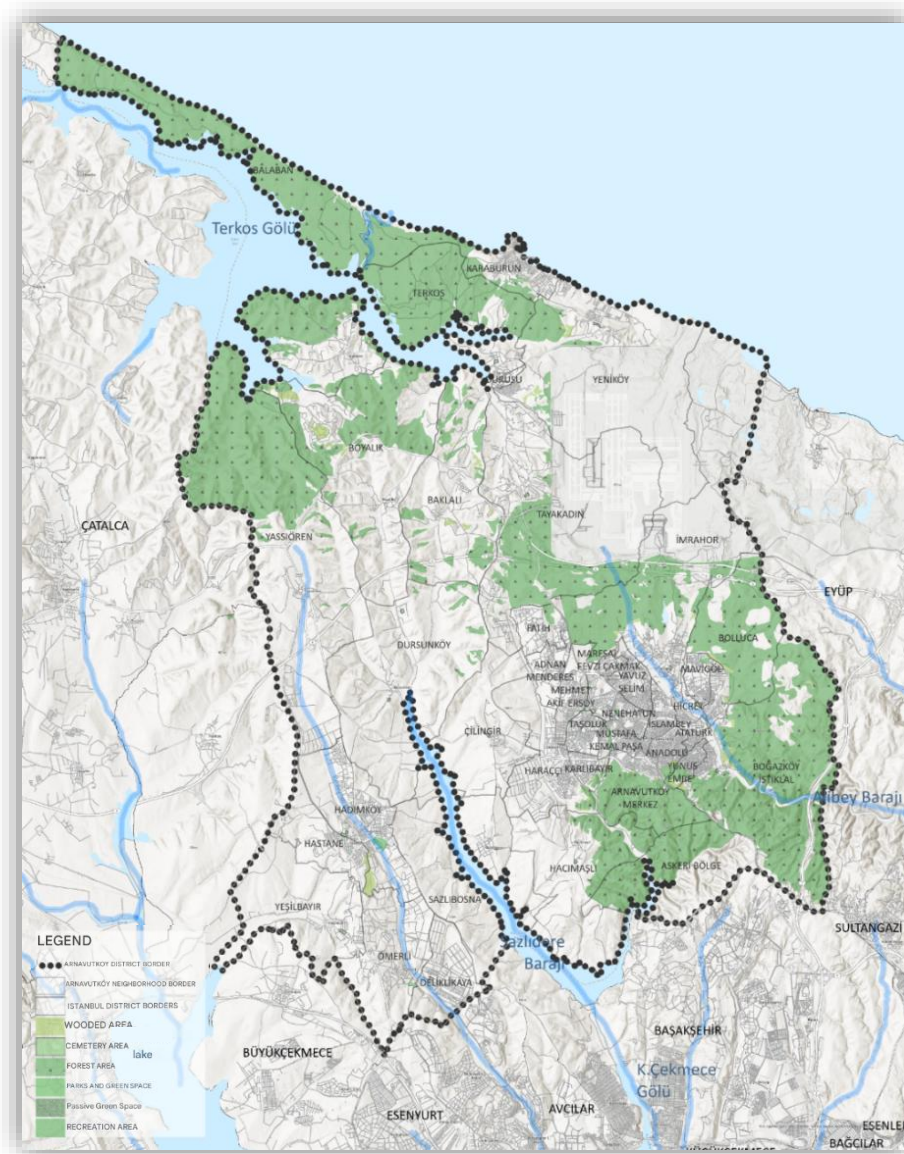 BALABAN
Terkos Gölü
KARABURUN
TERKOS
YENİKÖY
BOYALIK
BAKLALI
TAYAKADIN
ÇATALCA
YASSIÖREN
İMRAHOR
EYÜP
FATİH
BOLLUCA
DURSUNKÖY
MAREŞAL
FEVZİ ÇAKMAK
ADNAN
MENDERES
YAVUZ
SELİM
MAVİGÖL
MEHMET
AKİF ERSOY
HİCRET
NENEHATUN
TAŞOLUK
İSLAMBEY
ÇİLİNGİR
MUSTAFA
KEMAL PAŞA
ATATÜRK
ANADOLU
HARAÇÇI
KARLIBAYIR
YUNUS
EMRE
BOĞAZKÖY
İSTİKLAL
ARNAVUTKÖY
MERKEZ
Alibey Barajı
HADIMKÖY
HASTANE
HACIMAŞLI
ASKERİ BÖLGE
YEŞİLBAYIR
SAZLIBOSNA
SULTANGAZİ
Sazlıdere
Barajı
ÖMERLİ
DELİKLİKAYA
BAŞAKŞEHİR
BÜYÜKÇEKMECE
K.Çekmece
Gölü
AVCILAR
ESENYURT
ESENLE
BAĞCILAR
LEGEND
ARNAVUTKOY DISTRICT BORDER
ARNAVUTKÖY NEIGHBORHOOD BORDER
ISTANBUL DISTRICT BORDERS
WOODED AREA
CEMETERY AREA
lake
FOREST AREA
PARKS AND GREEN SPACE
Passive Green Space
RECREATION AREA